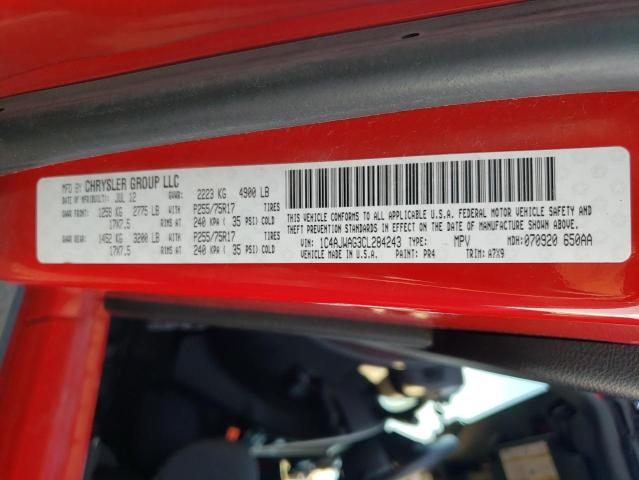 MFD BY CHRYSLER GROUP LLC
DATE OF MFR(BUILT): JUL 12 GVWR: 2223 KG 4900 LB
GAWR FRONT: 1259 KG 2775 LB WITH P255/75R17 TIRES
17X7.5 RIMS AT 240 KPA( 35 PSI) COLD
GAWR REAR: 1452 KG 3200 LB WITH P255/75R17 TIRES
17X7.5 RIMS AT 240 KPA( 35 PSI) COLD
THIS VEHICLE CONFORMS TO ALL APPLICABLE U.S.A. FEDERAL MOTOR VEHICLE SAFETY
AND THEFT PREVENTION STANDARDS IN EFFECT ON THE DATE OF MANUFACTURE SHOWN ABOVE.
VIN: 1C4AJWAG3CL284243 TYPE: MPV MDH: 070920 650AA
VEHICLE MADE IN U.S.A. PAINT: PR4 TRIM: A7X9